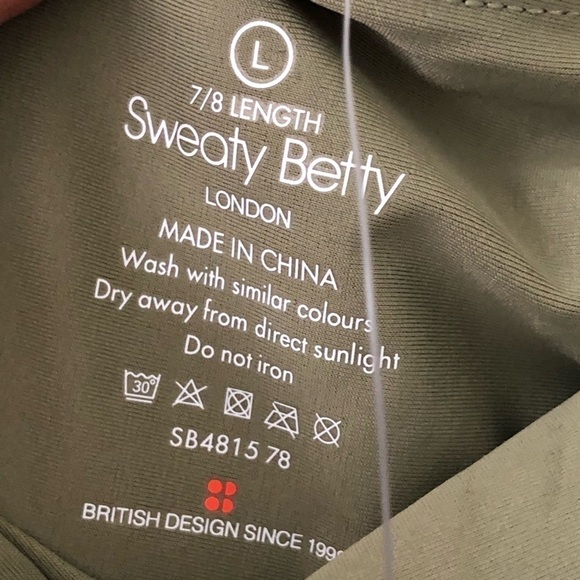 L
7/8 LENGTH
Sweaty Betty
LONDON
MADE IN CHINA
Wash with similar colours
Dry away from direct sunlight
Do not iron
30°
SB4815 78
BRITISH DESIGN SINCE